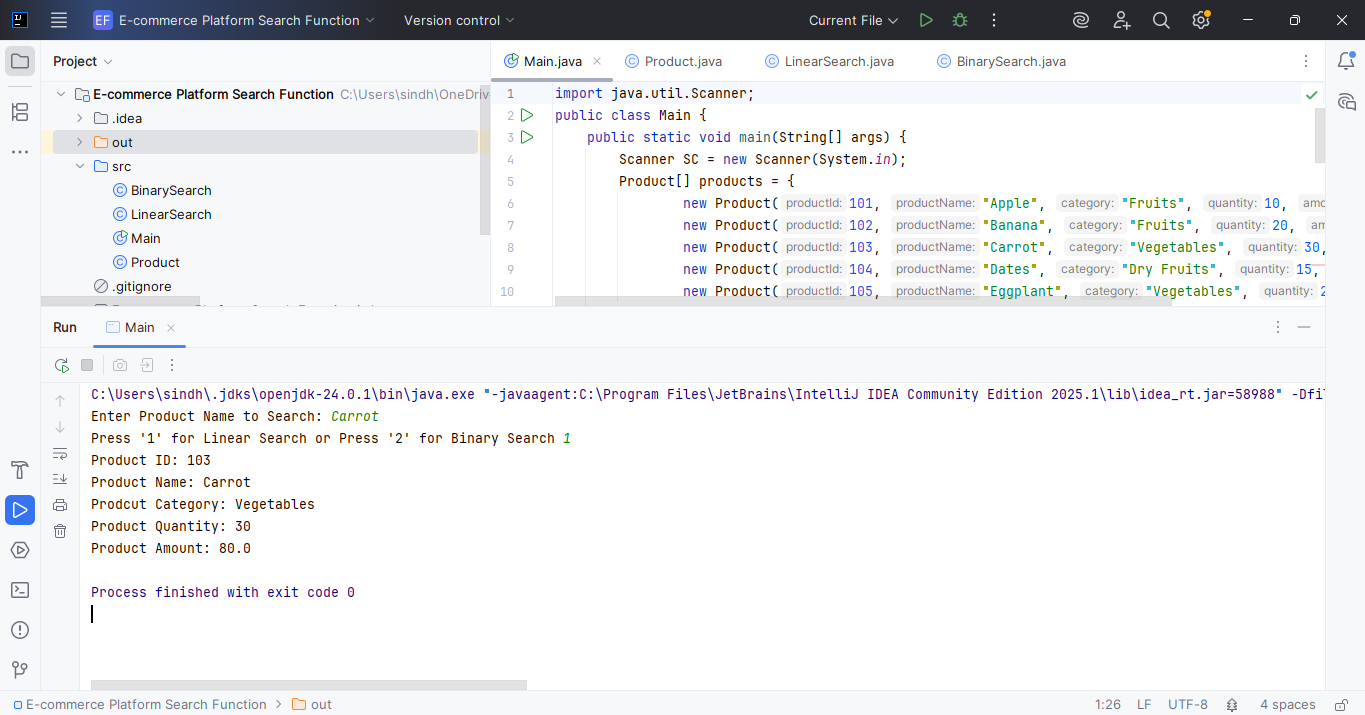 EF E-commerce Platform Search Function Version control Current File
Project
Main.java Product.java LinearSearch.java BinarySearch.java
E-commerce Platform Search Function C:\Users\sindh\OneDriv
.idea
out
src
BinarySearch
LinearSearch
Main
Product
.gitignore
1 import java.util.Scanner;
2 public class Main {
3 public static void main(String[] args) {
4 Scanner SC = new Scanner(System.in);
5 Product[] products = {
6 new Product( productId: 101, productName: "Apple", category: "Fruits", quantity: 10, amo
7 new Product( productId: 102, productName: "Banana", category: "Fruits", quantity: 20, am
8 new Product( productId: 103, productName: "Carrot", category: "Vegetables", quantity: 30,
9 new Product( productId: 104, productName: "Dates", category: "Dry Fruits", quantity: 15,
10 new Product( productId: 105, productName: "Eggplant", category: "Vegetables", quantity: 2
Run Main
C:\Users\sindh\.jdks\openjdk-24.0.1\bin\java.exe "-javaagent:C:\Program Files\JetBrains\IntelliJ IDEA Community Edition 2025.1\lib\idea_rt.jar=58988" -Dfil
Enter Product Name to Search: Carrot
Press '1' for Linear Search or Press '2' for Binary Search 1
Product ID: 103
Product Name: Carrot
Prodcut Category: Vegetables
Product Quantity: 30
Product Amount: 80.0
Process finished with exit code 0
E-commerce Platform Search Function > out 1:26 LF UTF-8 4 spaces